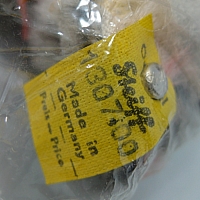 Steiff
1307,00
Made in
Germany
Preis — Price